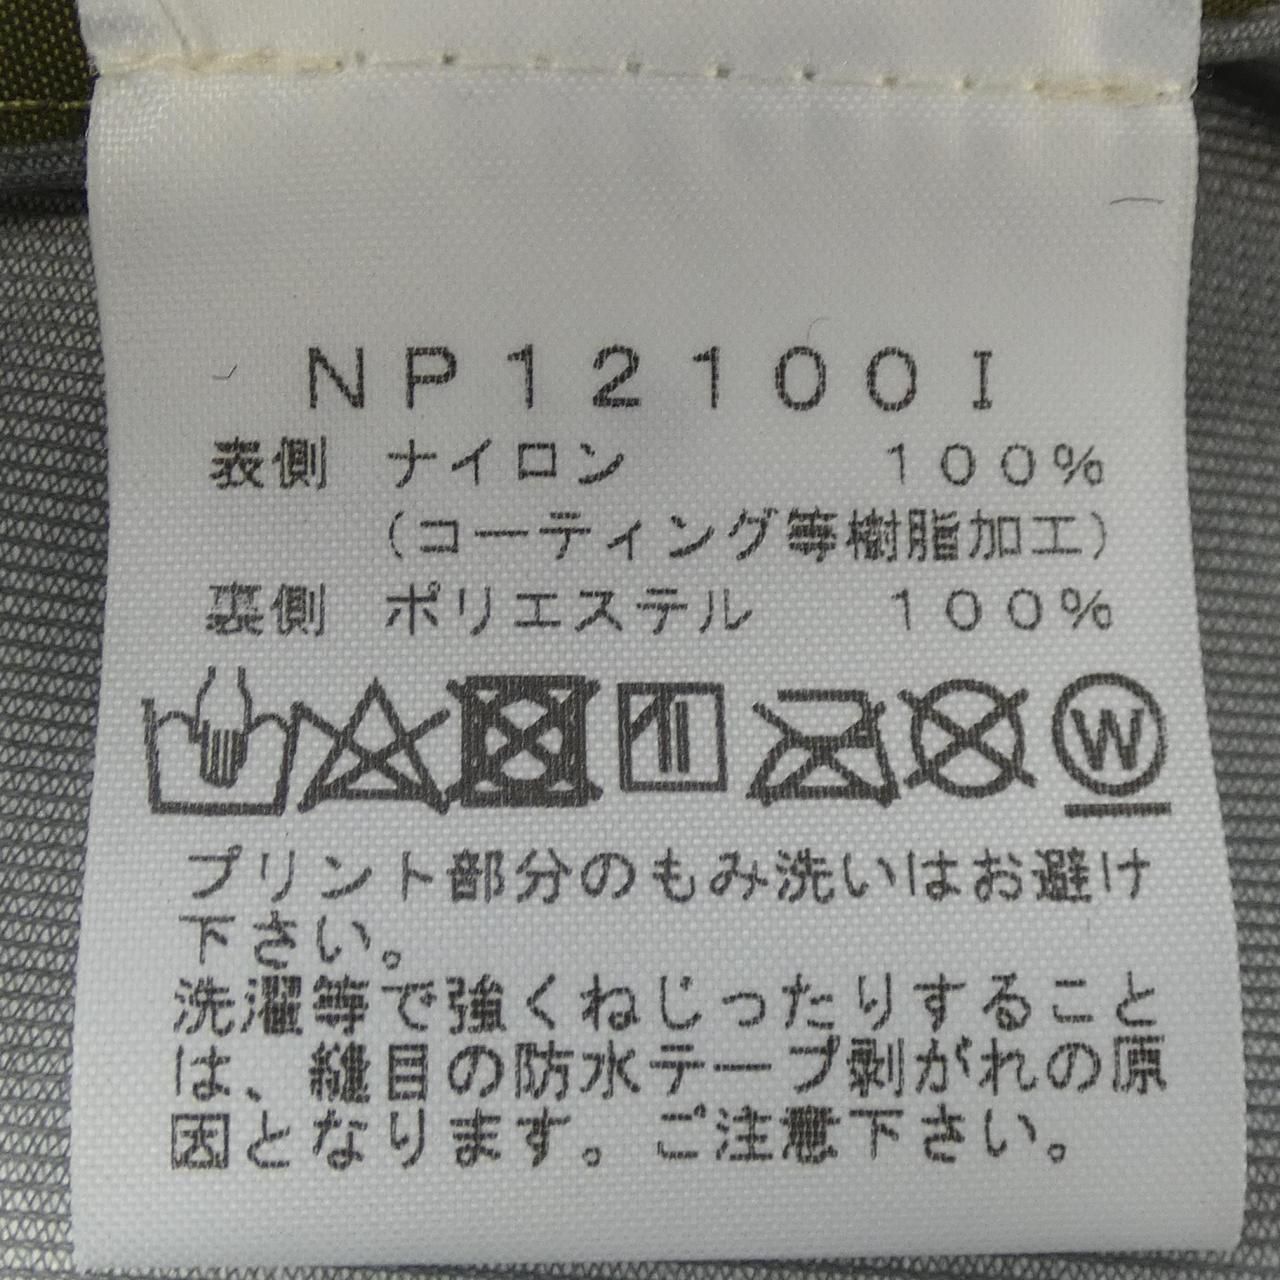 NP12100I
表側 ナイロン 100%
(コーティング等樹脂加工)
裏側 ポリエステル 100%
W
プリント部分のもみ洗いはお避け
下さい。
洗濯等で強くねじったりすること
は、縫目の防水テープ剥がれの原
因となります。ご注意下さい。